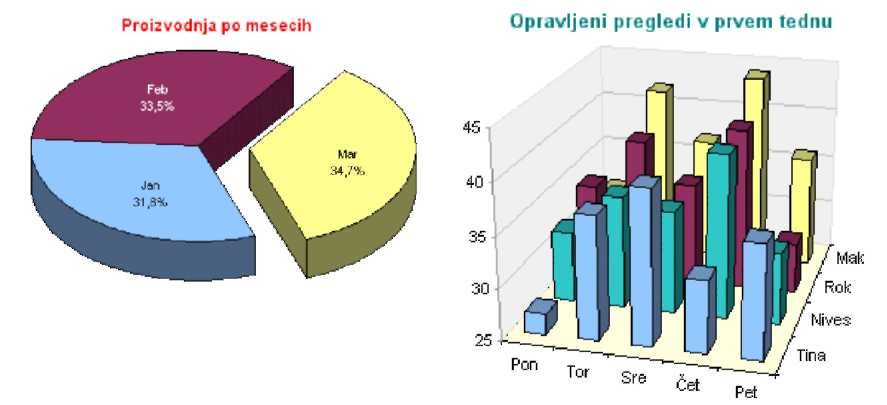 Proizvodnja po mesecih
Feb
33,5%
Mar
34,7%
Jan
31,8%
Opravljeni pregledi v prvem tednu
45
40
35
30
25
Pon
Tor
Sre
Čet
Pet
Mak
Rok
Nives
Tina